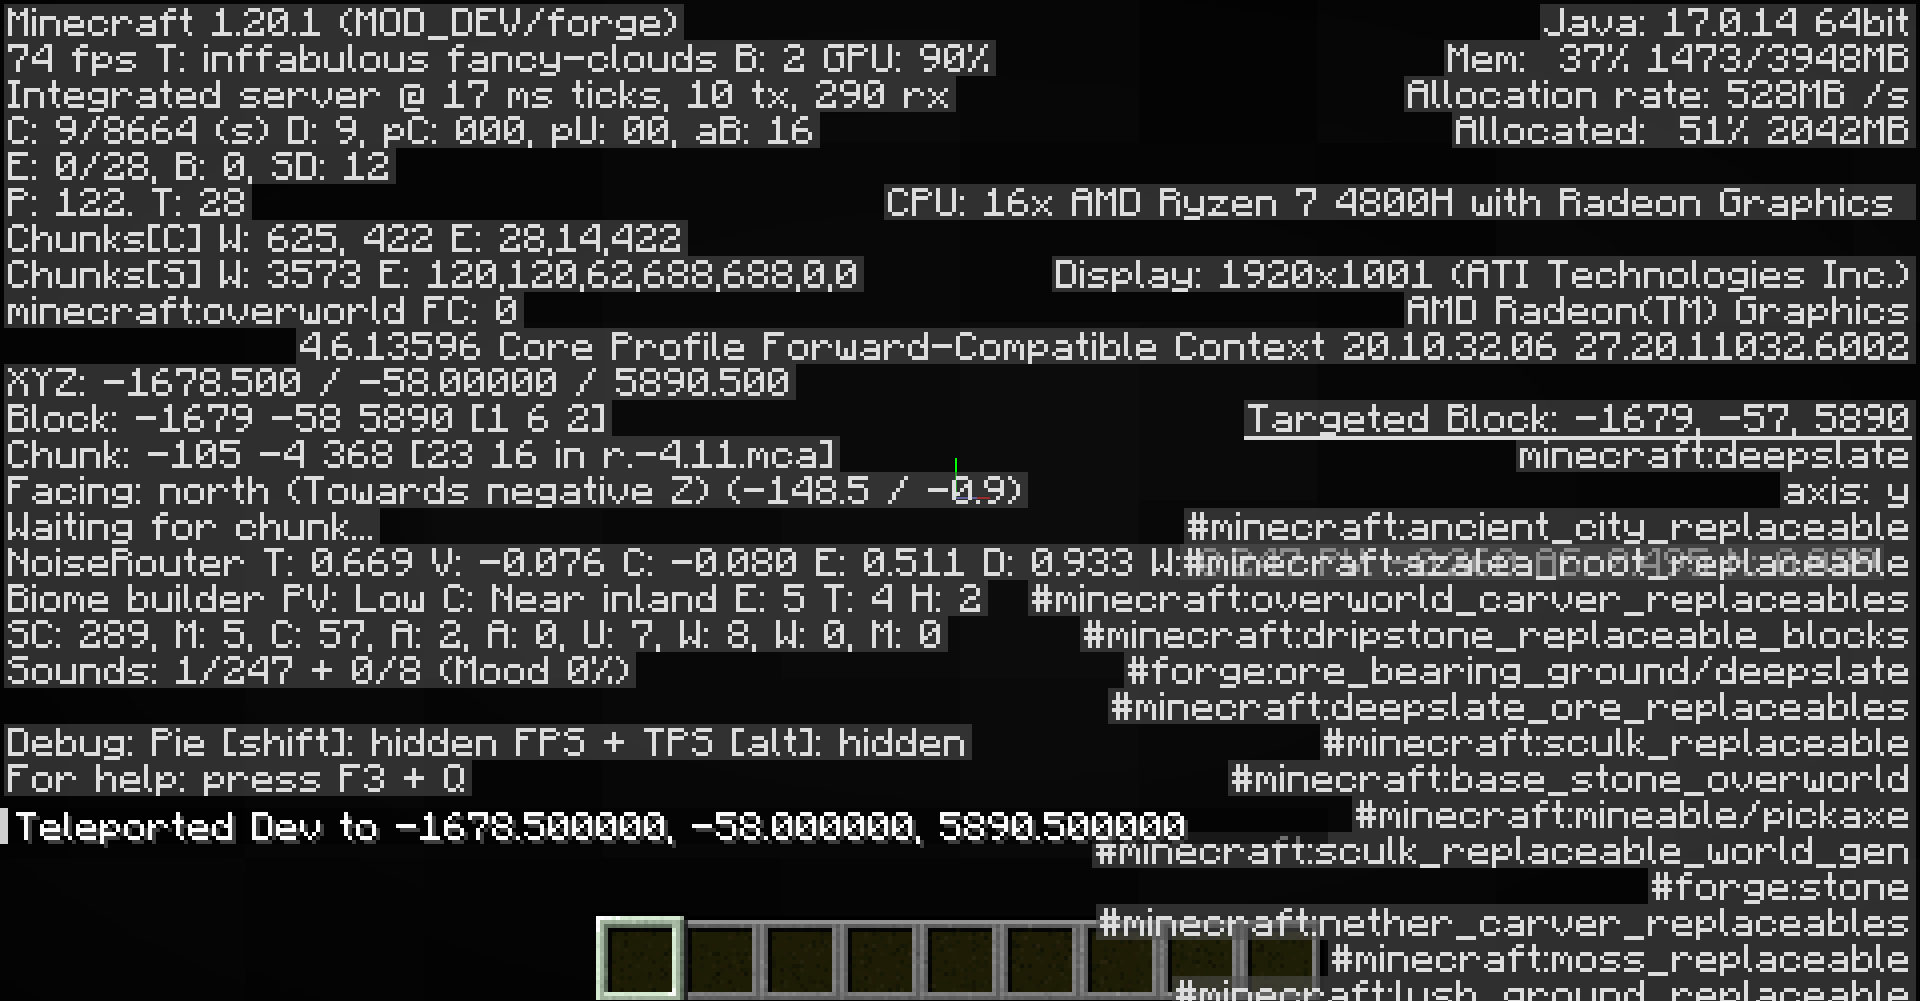 Minecraft 1.20.1 (MOD_DEV/forge)
74 fps T: inffabulous fancy-clouds B: 2 GPU: 90%
Integrated server @ 17 ms ticks, 10 tx, 290 rx
C: 9/8664 (s) D: 9, pC: 000, pU: 00, aB: 16
E: 0/28, B: 0, SD: 12
P: 122. T: 28
Chunks[C] W: 625, 422 E: 28,14,422
Chunks[S] W: 3573 E: 120,120,62,688,688,0,0
minecraft:overworld FC: 0
XYZ: -1678.500 / -58.00000 / 5890.500
Block: -1679 -58 5890 [1 6 2]
Chunk: -105 -4 368 [23 16 in r.-4.11.mca]
Facing: north (Towards negative Z) (-148.5 / -0.9)
Waiting for chunk...
NoiseRouter T: 0.669 V: -0.076 C: -0.080 E: 0.511 D: 0.933 W:
Biome builder PV: Low C: Near inland E: 5 T: 4 H: 2
SC: 289, M: 5, C: 57, A: 2, A: 0, U: 7, W: 8, W: 0, M: 0
Sounds: 1/247 + 0/8 (Mood 0%)
Debug: Pie [shift]: hidden FPS + TPS [alt]: hidden
For help: press F3 + Q
Teleported Dev to -1678.500000, -58.000000, 5890.500000
Java: 17.0.14 64bit
Mem: 37% 1473/3948MB
Allocation rate: 528MB /s
Allocated: 51% 2042MB
CPU: 16x AMD Ryzen 7 4800H with Radeon Graphics
Display: 1920x1001 (ATI Technologies Inc.)
AMD Radeon(TM) Graphics
4.6.13596 Core Profile Forward-Compatible Context 20.10.32.06 27.20.11032.6002
Targeted Block: -1679, -57, 5890
minecraft:deepslate
axis: y
#minecraft:ancient_city_replaceable
#minecraft:azalea_root_replaceable
#minecraft:overworld_carver_replaceables
#minecraft:dripstone_replaceable_blocks
#forge:ore_bearing_ground/deepslate
#minecraft:deepslate_ore_replaceables
#minecraft:sculk_replaceable
#minecraft:base_stone_overworld
#minecraft:mineable/pickaxe
#minecraft:sculk_replaceable_world_gen
#forge:stone
#minecraft:nether_carver_replaceables
#minecraft:moss_replaceable
#minecraft:lush_ground_replaceable